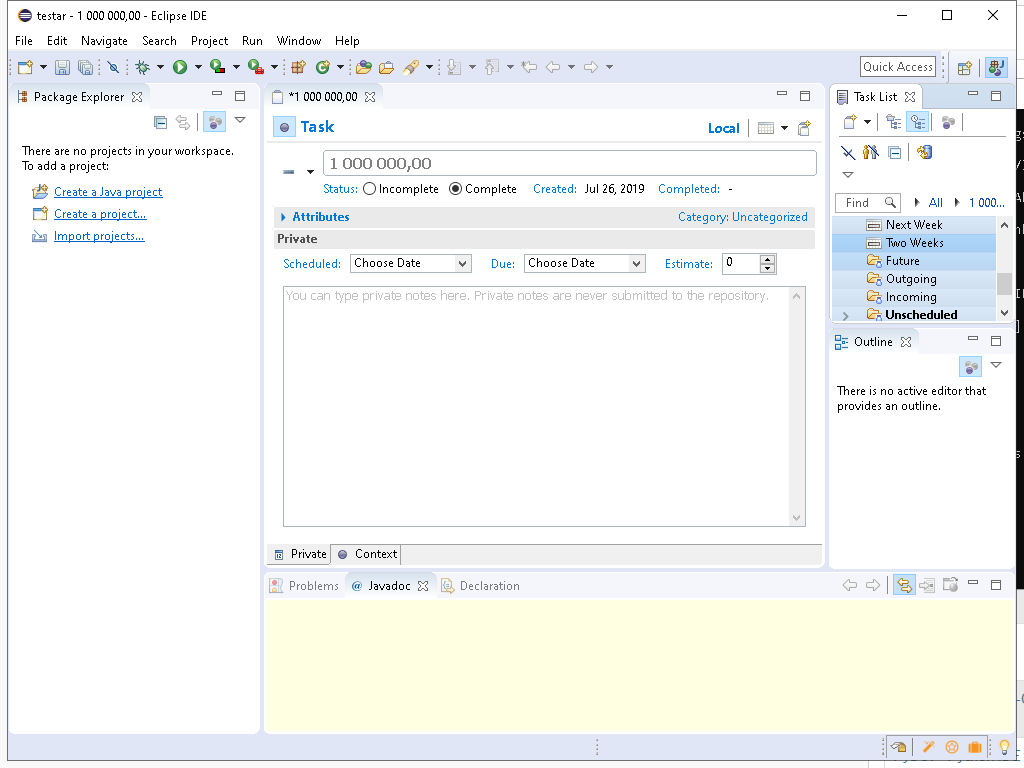 testar - 1 000 000,00 - Eclipse IDE
File Edit Navigate Search Project Run Window Help
Quick Access
Package Explorer
There are no projects in your workspace.
To add a project:
Create a Java project
Create a project...
Import projects...
*1 000 000,00
Task
Local
1 000 000,00
Status: Incomplete Complete Created: Jul 26, 2019 Completed: -
Attributes Category: Uncategorized
Private
Scheduled: Choose Date Due: Choose Date Estimate: 0
You can type private notes here. Private notes are never submitted to the repository.
Private Context
Task List
Find All 1 000...
Next Week
Two Weeks
Future
Outgoing
Incoming
Unscheduled
Outline
There is no active editor that
provides an outline.
Problems @ Javadoc Declaration